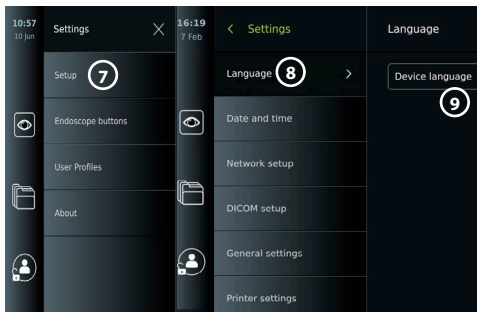 10:57
10 Jun
Settings
Setup
7
Endoscope buttons
User Profiles
About
16:19
7 Feb
Settings
Language
8
Date and time
Network setup
DICOM setup
General settings
Printer settings
Language
Device language
9